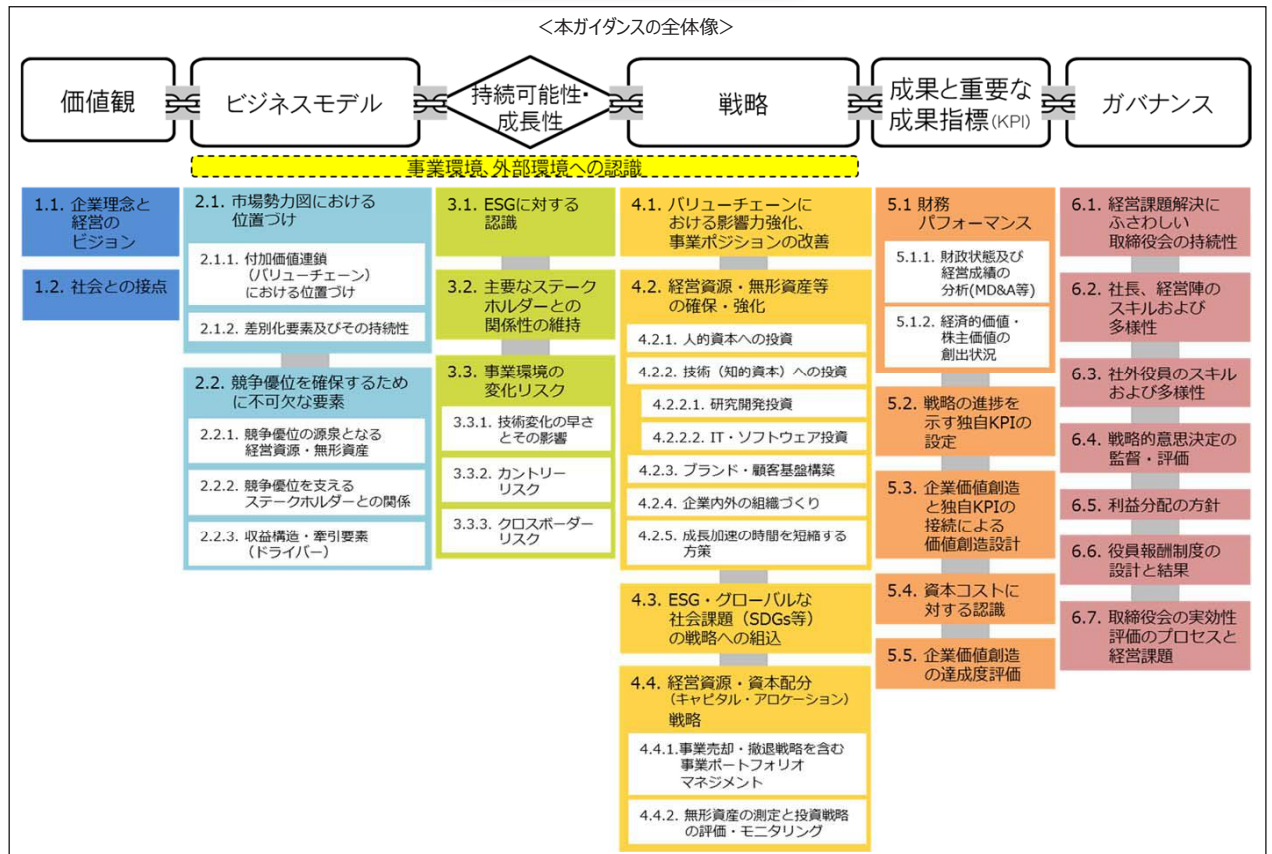 <本ガイダンスの全体像>
価値観
ビジネスモデル
持続可能性・
成長性
戦略
成果と重要な
成果指標(KPI)
ガバナンス
事業環境、外部環境への認識
1.1. 企業理念と
経営の
ビジョン
1.2. 社会との接点
2.1. 市場勢力図における
位置づけ
2.1.1. 付加価値連鎖
(バリューチェーン)
における位置づけ
2.1.2. 差別化要素及びその持続性
2.2. 競争優位を確保するため
に不可欠な要素
2.2.1. 競争優位の源泉となる
経営資源・無形資産
2.2.2. 競争優位を支える
ステークホルダーとの関係
2.2.3. 収益構造・牽引要素
(ドライバー)
3.1. ESGに対する
認識
3.2. 主要なステーク
ホルダーとの
関係性の維持
3.3. 事業環境の
変化リスク
3.3.1. 技術変化の早さ
とその影響
3.3.2. カントリー
リスク
3.3.3. クロスボーダー
リスク
4.1. バリューチェーンに
おける影響力強化、
事業ポジションの改善
4.2. 経営資源・無形資産等
の確保・強化
4.2.1. 人的資本への投資
4.2.2. 技術(知的資本)への投資
4.2.2.1. 研究開発投資
4.2.2.2. IT・ソフトウェア投資
4.2.3. ブランド・顧客基盤構築
4.2.4. 企業内外の組織づくり
4.2.5. 成長加速の時間を短縮する
方策
4.3. ESG・グローバルな
社会課題(SDGs等)
の戦略への組込
4.4. 経営資源・資本配分
(キャピタル・アロケーション)
戦略
4.4.1.事業売却・撤退戦略を含む
事業ポートフォリオ
マネジメント
4.4.2. 無形資産の測定と投資戦略
の評価・モニタリング
5.1 財務
パフォーマンス
5.1.1. 財政状態及び
経営成績の
分析(MD&A等)
5.1.2. 経済的価値・
株主価値の
創出状況
5.2. 戦略の進捗を
示す独自KPIの
設定
5.3. 企業価値創造
と独自KPIの
接続による
価値創造設計
5.4. 資本コストに
対する認識
5.5. 企業価値創造
の達成度評価
6.1. 経営課題解決に
ふさわしい
取締役会の持続性
6.2. 社長、経営陣の
スキルおよび
多様性
6.3. 社外役員のスキル
および多様性
6.4. 戦略的意思決定の
監督・評価
6.5. 利益分配の方針
6.6. 役員報酬制度の
設計と結果
6.7. 取締役会の実効性
評価のプロセスと
経営課題